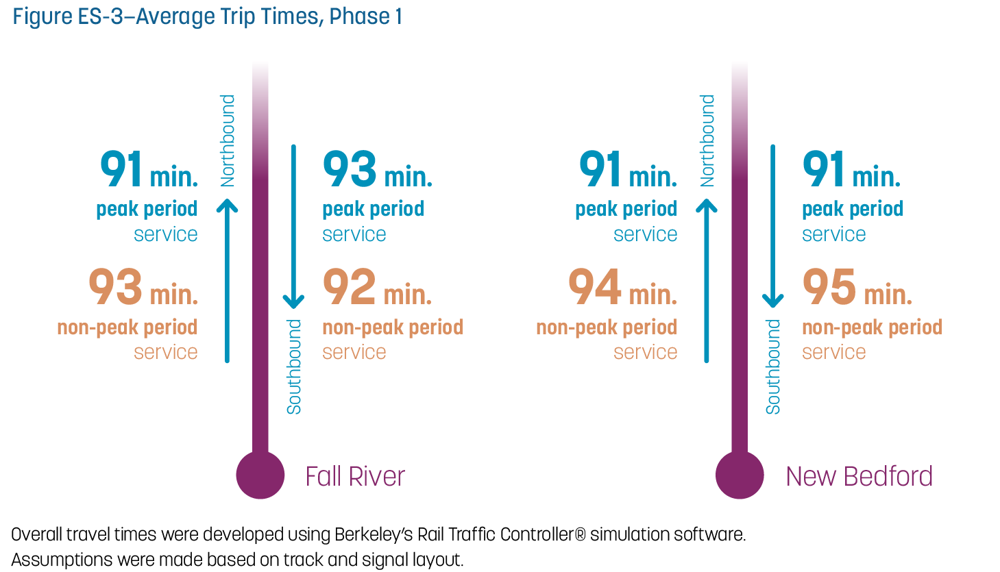 Figure ES-3–Average Trip Times, Phase 1
Northbound
91 min.
peak period
service
93 min.
non-peak period
service
93 min.
peak period
service
92 min.
non-peak period
service
Southbound
Fall River
Northbound
91 min.
peak period
service
94 min.
non-peak period
service
91 min.
peak period
service
95 min.
non-peak period
service
Southbound
New Bedford
Overall travel times were developed using Berkeley’s Rail Traffic Controller® simulation software.
Assumptions were made based on track and signal layout.